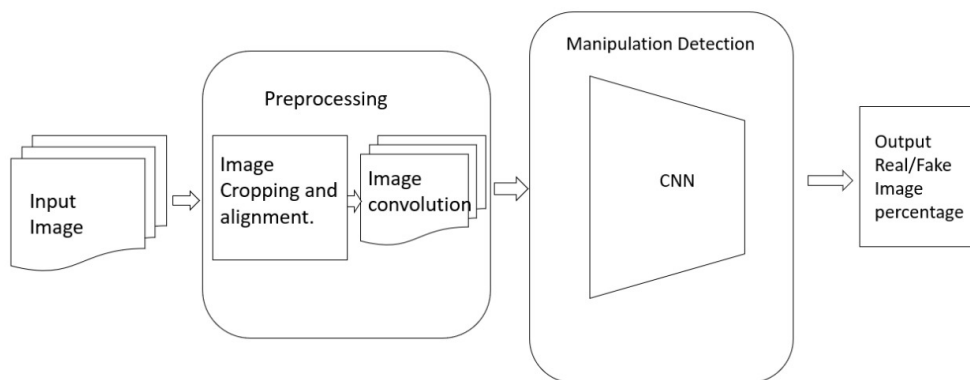 Input
Image
Preprocessing
Image
Cropping and
alignment.
Image
convolution
Manipulation Detection
CNN
Output
Real/Fake
Image
percentage